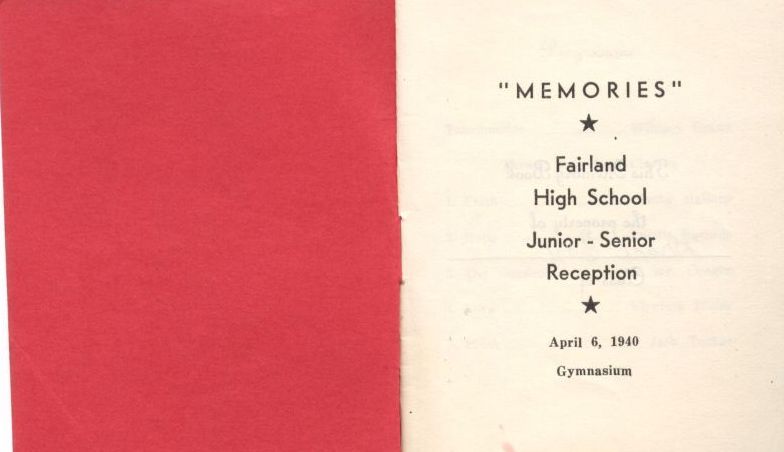 "MEMORIES"
Fairland
High School
Junior - Senior
Reception
April 6, 1940
Gymnasium